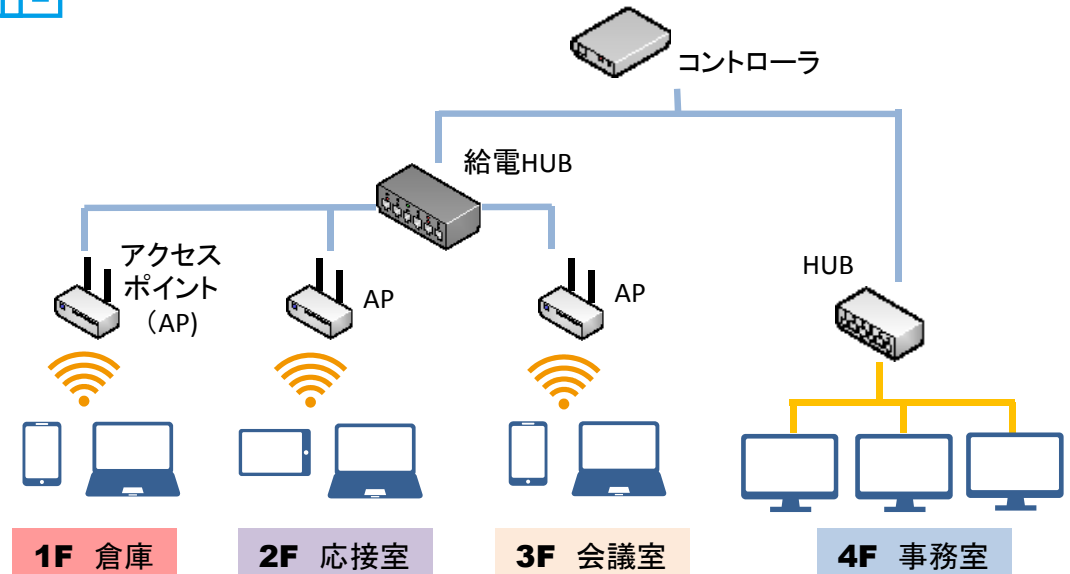 コントローラ
給電HUB
アクセス
ポイント
（AP)
AP
AP
HUB
1F 倉庫
2F 応接室
3F 会議室
4F 事務室